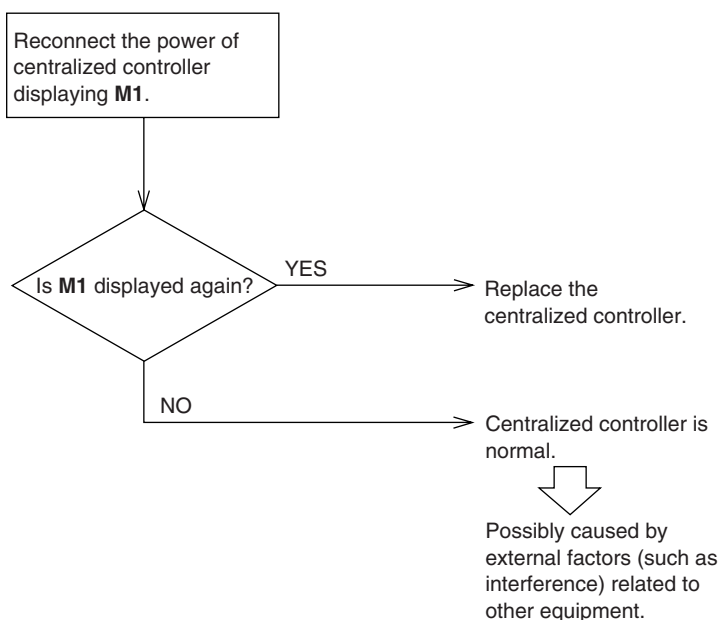 Reconnect the power of
centralized controller
displaying M1.
Is M1 displayed again?
YES
Replace the
centralized controller.
NO
Centralized controller is
normal.
Possibly caused by
external factors (such as
interference) related to
other equipment.